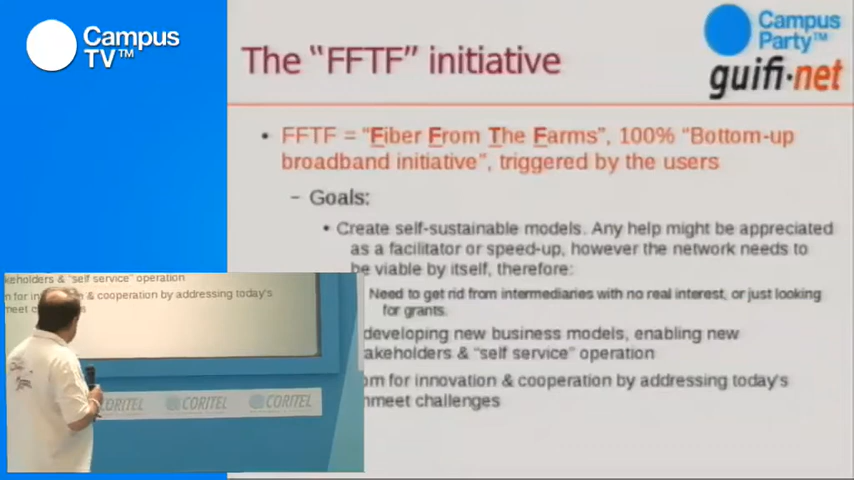 Campus
TV™
The "FFTF" initiative
Campus
Party™
guifi·net
• FFTF = "Fiber From The Farms", 100% "Bottom-up
broadband initiative", triggered by the users
– Goals:
• Create self-sustainable models. Any help might be appreciated
as a facilitator or speed-up, however the network needs to
be viable by itself, therefore:
Need to get rid from intermediaries with no real interest, or just looking
for grants.
developing new business models, enabling new
akeholders & "self service" operation
om for innovation & cooperation by addressing today's
nmeet challenges
keholders & "self service" operation
m for in & cooperation by addressing today's
meet c
CORITEL CORITEL CORITEL